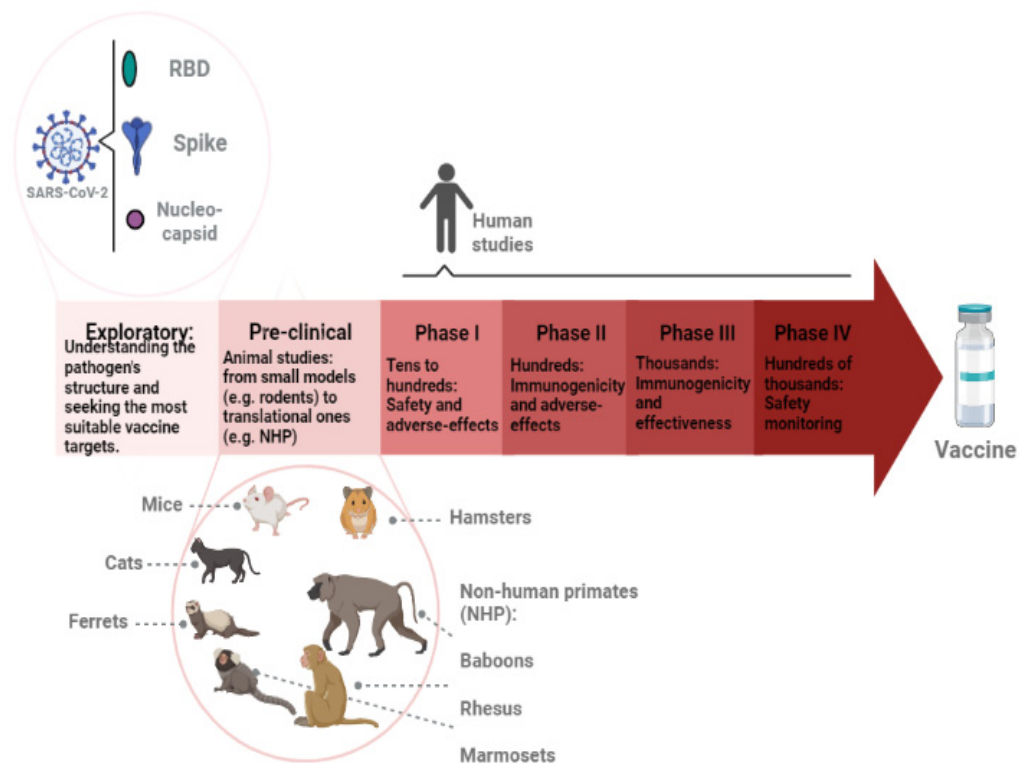 RBD
Spike
SARS-CoV-2
Nucleo-
capsid
Human
studies
Exploratory:
Understanding the
pathogen's
structure and
seeking the most
suitable vaccine
targets.
Pre-clinical
Animal studies:
from small models
(e.g. rodents) to
translational ones
(e.g. NHP)
Phase I
Tens to
hundreds:
Safety and
adverse-effects
Phase II
Hundreds:
Immunogenicity
and adverse-
effects
Phase III
Thousands:
Immunogenicity
and
effectiveness
Phase IV
Hundreds of
thousands:
Safety
monitoring
Vaccine
Mice
Hamsters
Cats
Ferrets
Non-human primates
(NHP):
Baboons
Rhesus
Marmosets